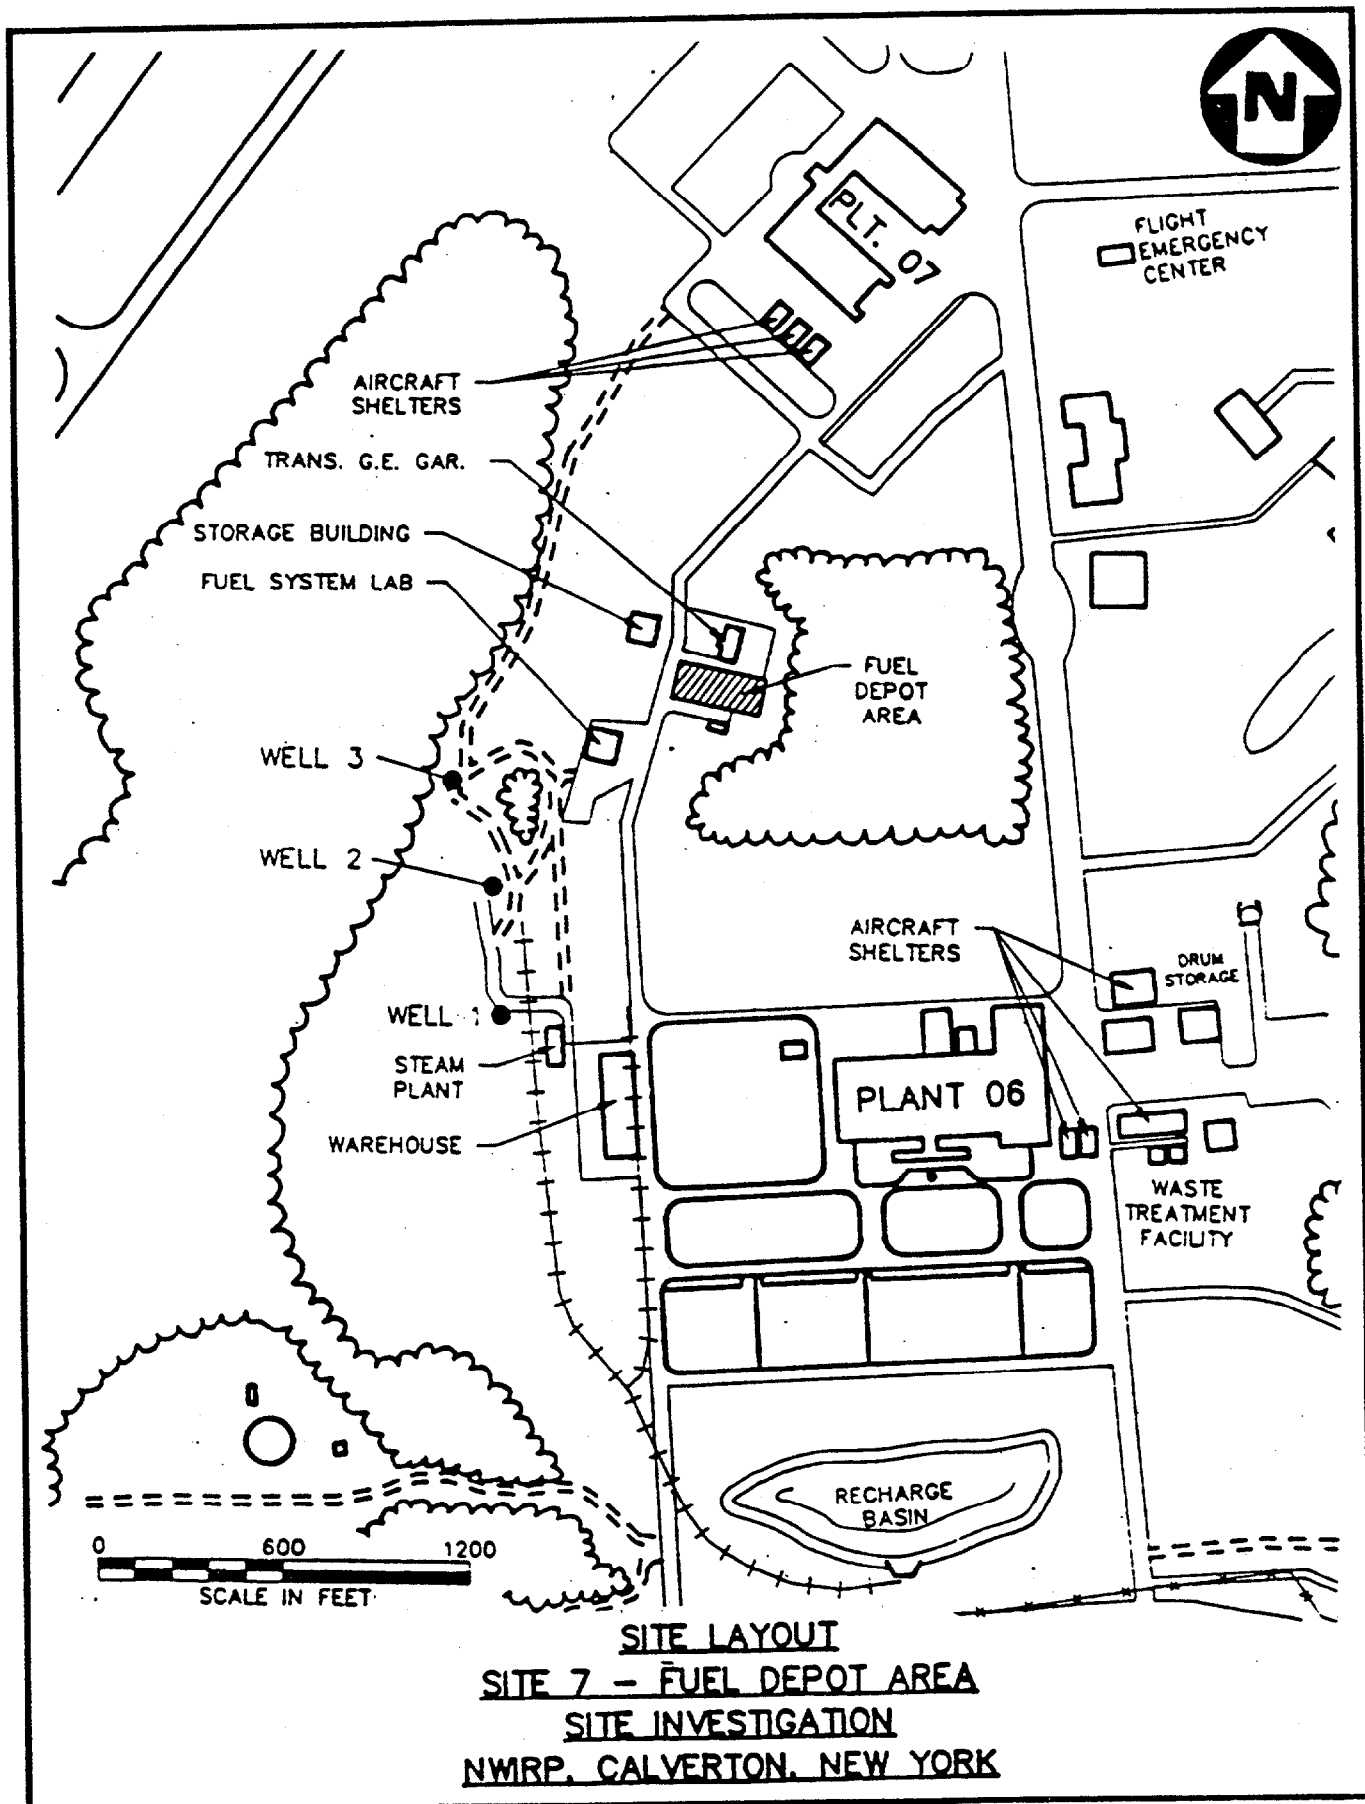 N
PLT. 07
FLIGHT
EMERGENCY
CENTER
AIRCRAFT
SHELTERS
TRANS. G.E. GAR.
STORAGE BUILDING
FUEL SYSTEM LAB
FUEL
DEPOT
AREA
WELL 3
WELL 2
AIRCRAFT
SHELTERS
DRUM
STORAGE
WELL 1
STEAM
PLANT
PLANT 06
WAREHOUSE
WASTE
TREATMENT
FACILITY
RECHARGE
BASIN
0 600 1200
SCALE IN FEET
SITE LAYOUT
SITE 7 – FUEL DEPOT AREA
SITE INVESTIGATION
NWIRP, CALVERTON, NEW YORK